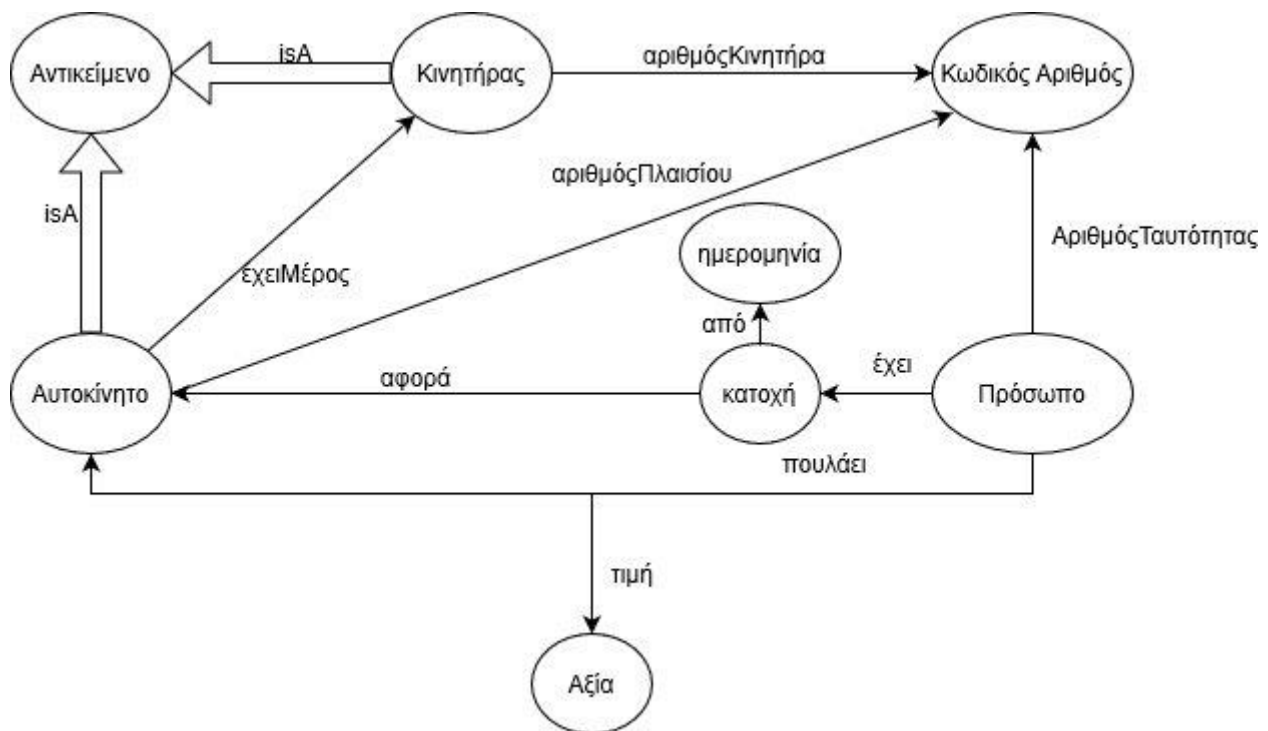 isA
Αντικείμενο
Κινητήρας
αριθμόςΚινητήρα
Κωδικός Αριθμός
αριθμόςΠλαισίου
isA
ΑριθμόςΤαυτότητας
ημερομηνία
έχειΜέρος
από
έχει
αφορά
Αυτοκίνητο
κατοχή
Πρόσωπο
πουλάει
τιμή
Αξία